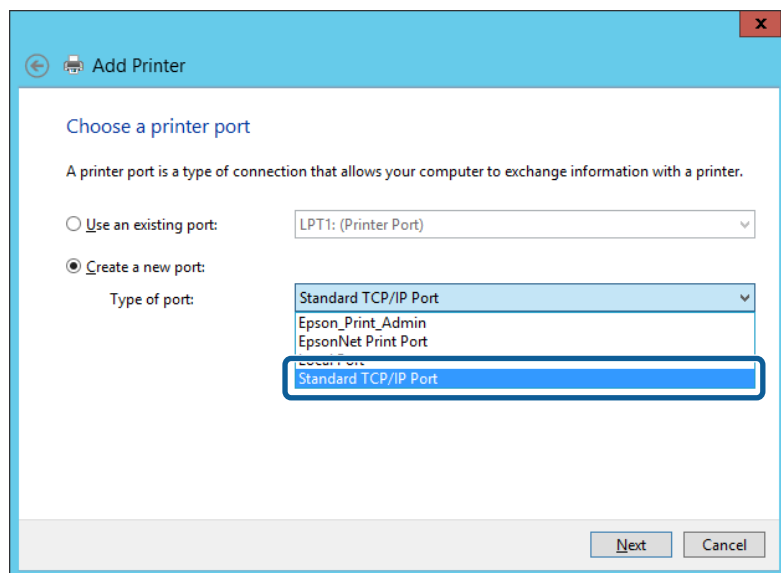 x
Add Printer
Choose a printer port
A printer port is a type of connection that allows your computer to exchange information with a printer.
Use an existing port: LPT1: (Printer Port)
Create a new port:
Type of port: Standard TCP/IP Port
Epson_Print_Admin
EpsonNet Print Port
Local Port
Standard TCP/IP Port
Next Cancel